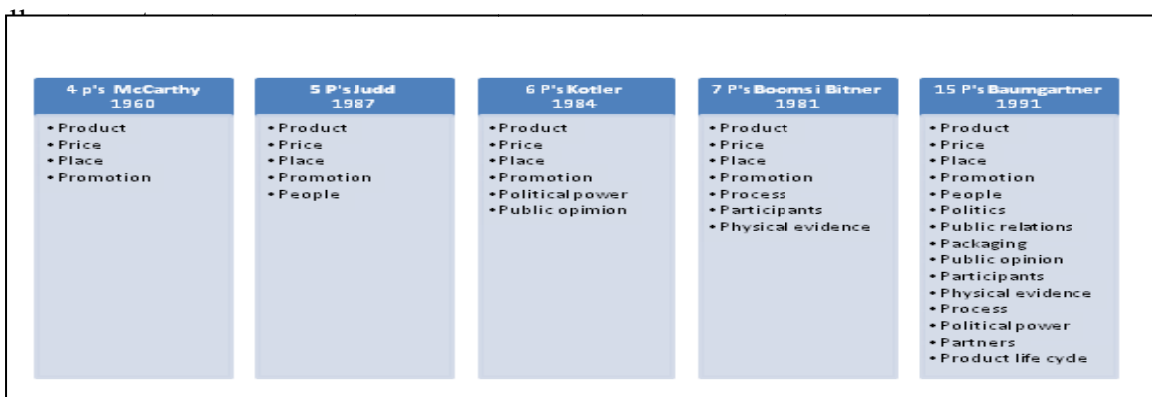 4 p's McCarthy
1960
• Product
• Price
• Place
• Promotion
5 P's Judd
1987
• Product
• Price
• Place
• Promotion
• People
6 P's Kotler
1984
• Product
• Price
• Place
• Promotion
• Political power
• Public opimion
7 P's Booms i Bitner
1981
• Product
• Price
• Place
• Promotion
• Process
• Participants
• Physical evidence
15 P's Baumgartner
1991
• Product
• Price
• Place
• Promotion
• People
• Politics
• Public relations
• Packaging
• Public opinion
• Participants
• Physical evidence
• Process
• Political power
• Partners
• Product life cycle